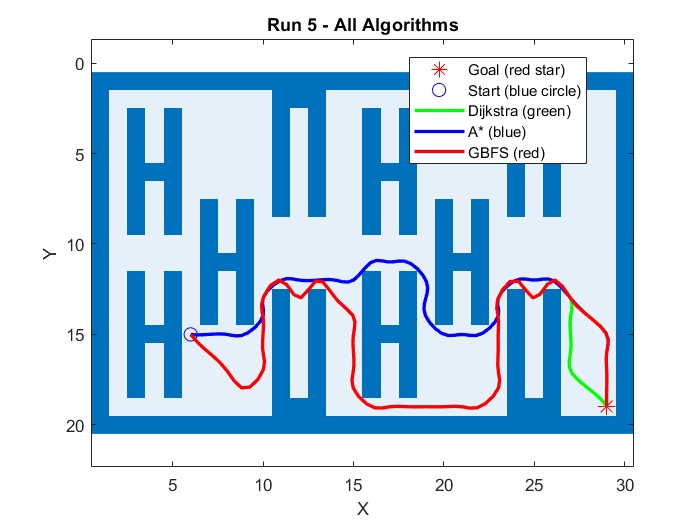 Run 5 - All Algorithms
Goal (red star)
Start (blue circle)
Dijkstra (green)
A* (blue)
GBFS (red)
Y
0
5
10
15
20
5
10
15
20
25
30
X